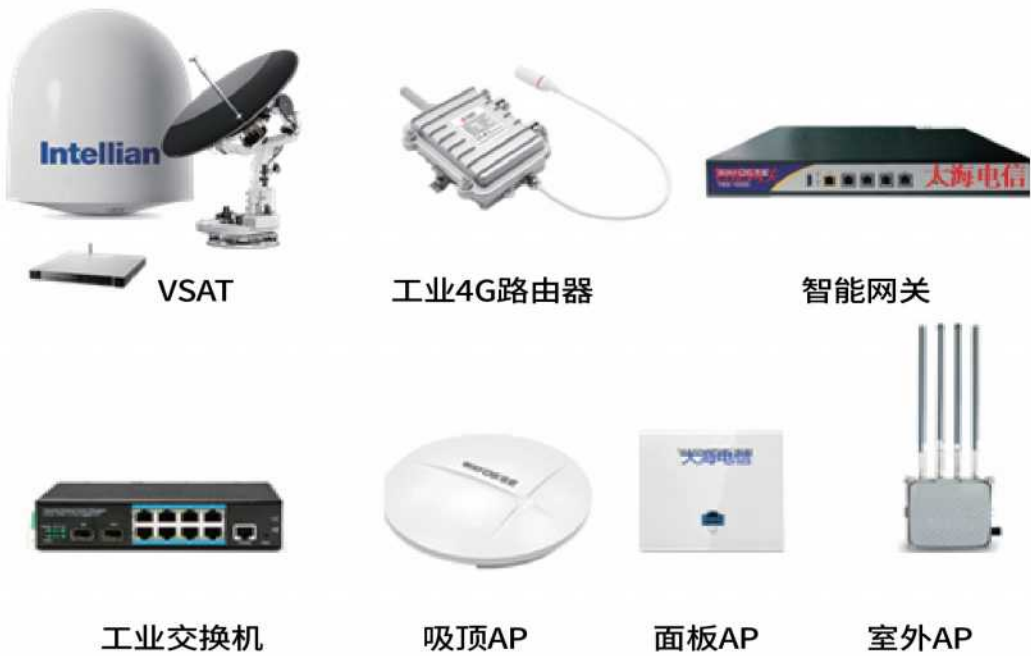 Intellian
VSAT
工业4G路由器
太海电信
智能网关
工业交换机
吸顶AP
太海电信
面板AP
室外AP